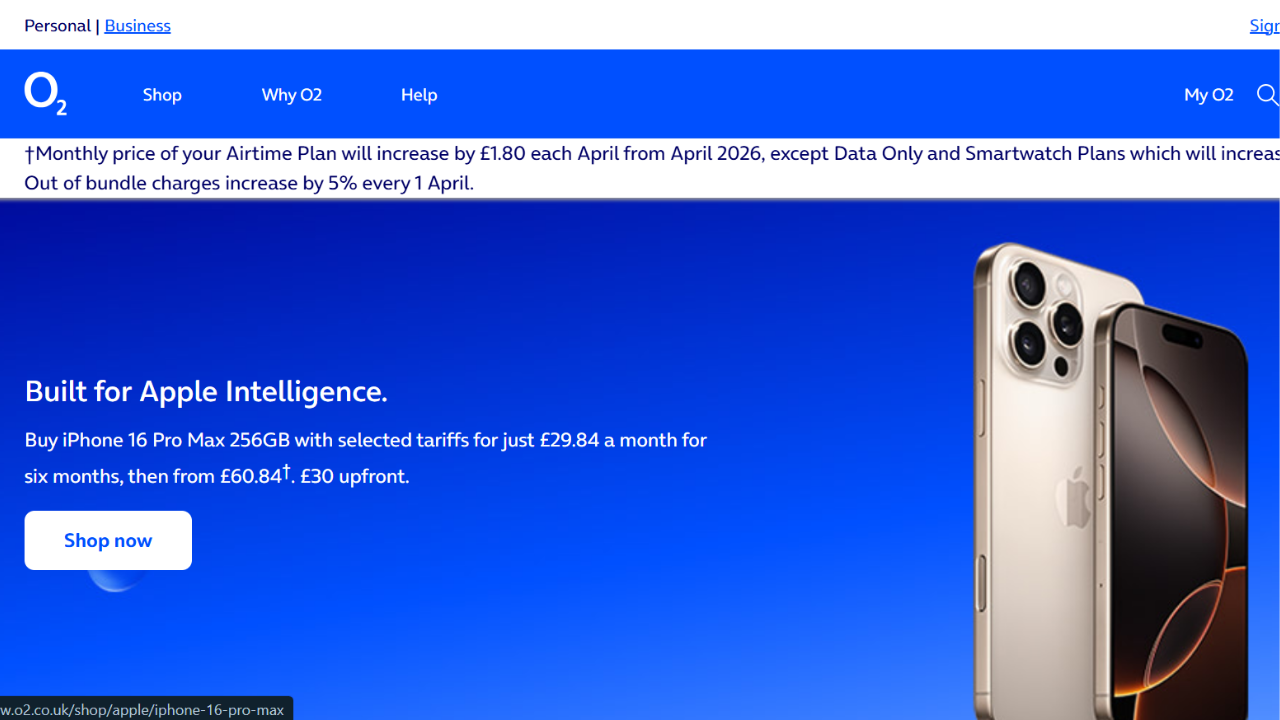 Personal | Business
O2
Shop
Why O2
Help
My O2
†Monthly price of your Airtime Plan will increase by £1.80 each April from April 2026, except Data Only and Smartwatch Plans which will
Out of bundle charges increase by 5% every 1 April.
Built for Apple Intelligence.
Buy iPhone 16 Pro Max 256GB with selected tariffs for just £29.84 a month for
six months, then from £60.84†. £30 upfront.
Shop now
w.o2.co.uk/shop/apple/iphone-16-pro-max